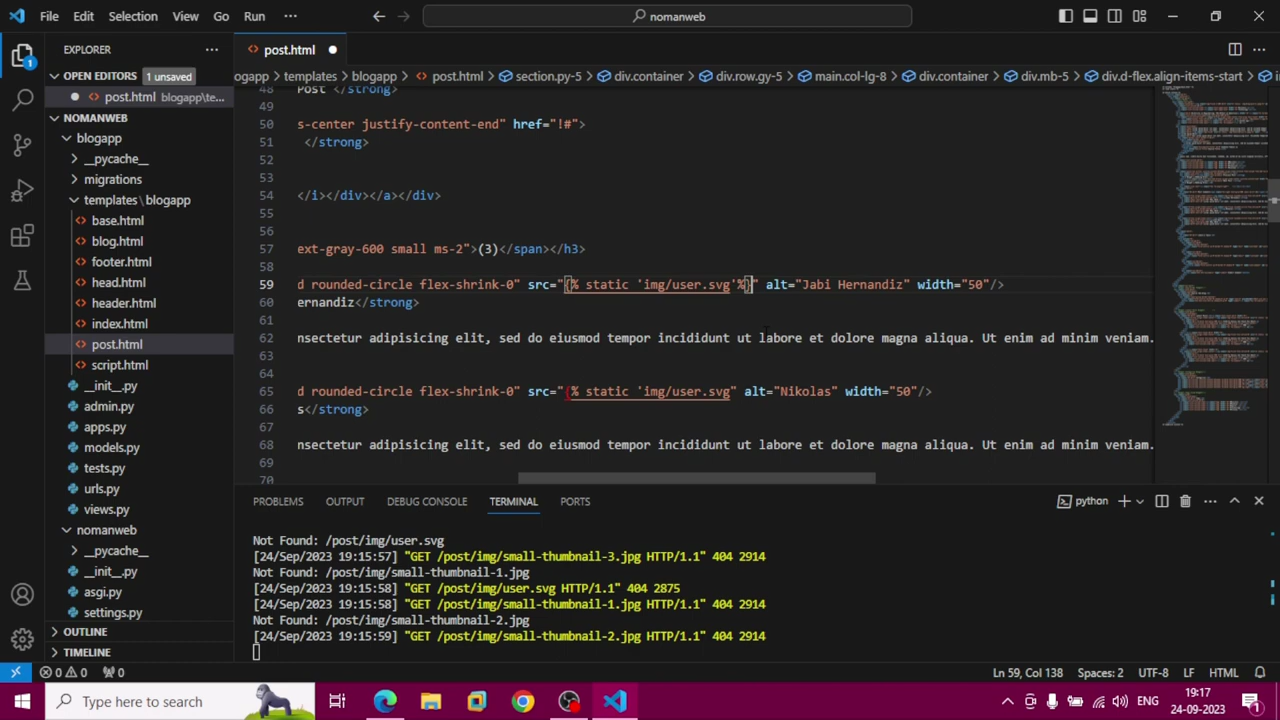 File Edit Selection View Go Run ··· nomanweb
EXPLORER ···
OPEN EDITORS 1 unsaved
post.html blogapp\te...
NOMANWEB
blogapp
__pycache__
migrations
templates \ blogapp
base.html
blog.html
footer.html
head.html
header.html
index.html
post.html
script.html
__init__.py
admin.py
apps.py
models.py
tests.py
urls.py
views.py
nomanweb
__pycache__
__init__.py
asgi.py
settings.py
OUTLINE
TIMELINE
post.html
ogapp > templates > blogapp > post.html > section.py-5 > div.container > div.row.gy-5 > main.col-lg-8 > div.container > div.mb-5 > div.d-flex.align-items-start >
48 Post </strong>
49
50 s-center justify-content-end" href="!#">
51 </strong>
52
53
54 </i></div></a></div>
55
56
57 ext-gray-600 small ms-2">(3)</span></h3>
58
59 d rounded-circle flex-shrink-0" src="{% static 'img/user.svg'%}" alt="Jabi Hernandiz" width="50"/>
60 ernandiz</strong>
61
62 nsectetur adipisicing elit, sed do eiusmod tempor incididunt ut labore et dolore magna aliqua. Ut enim ad minim veniam.
63
64
65 d rounded-circle flex-shrink-0" src="{% static 'img/user.svg" alt="Nikolas" width="50"/>
66 s</strong>
67
68 nsectetur adipisicing elit, sed do eiusmod tempor incididunt ut labore et dolore magna aliqua. Ut enim ad minim veniam.
69
70
PROBLEMS OUTPUT DEBUG CONSOLE TERMINAL PORTS python
Not Found: /post/img/user.svg
[24/Sep/2023 19:15:57] "GET /post/img/small-thumbnail-3.jpg HTTP/1.1" 404 2914
Not Found: /post/img/small-thumbnail-1.jpg
[24/Sep/2023 19:15:58] "GET /post/img/user.svg HTTP/1.1" 404 2875
[24/Sep/2023 19:15:58] "GET /post/img/small-thumbnail-1.jpg HTTP/1.1" 404 2914
Not Found: /post/img/small-thumbnail-2.jpg
[24/Sep/2023 19:15:59] "GET /post/img/small-thumbnail-2.jpg HTTP/1.1" 404 2914
0 0 0 Ln 59, Col 138 Spaces: 2 UTF-8 LF HTML
Type here to search ENG 19:17
24-09-2023